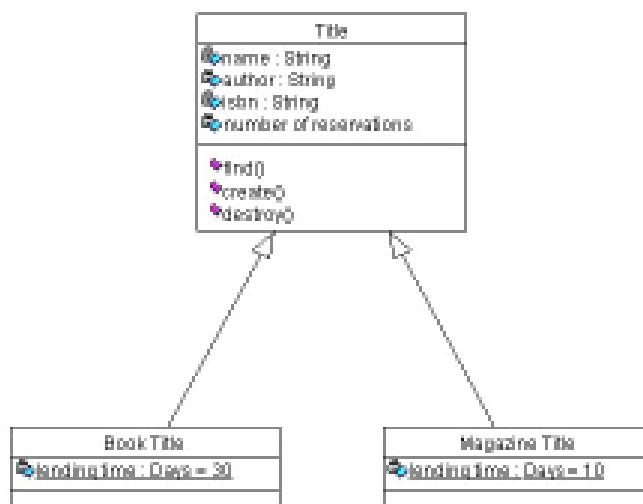 Title
name : String
author : String
isbn : String
number of reservations
find()
create()
destroy()
Book Title
lending time : Days = 30
Magazine Title
lending time : Days = 10